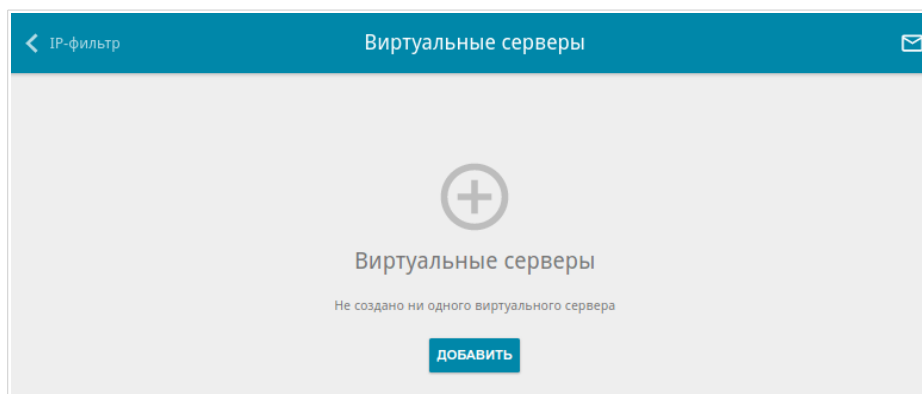 IP-фильтр
Виртуальные серверы
Виртуальные серверы
Не создано ни одного виртуального сервера
ДОБАВИТЬ